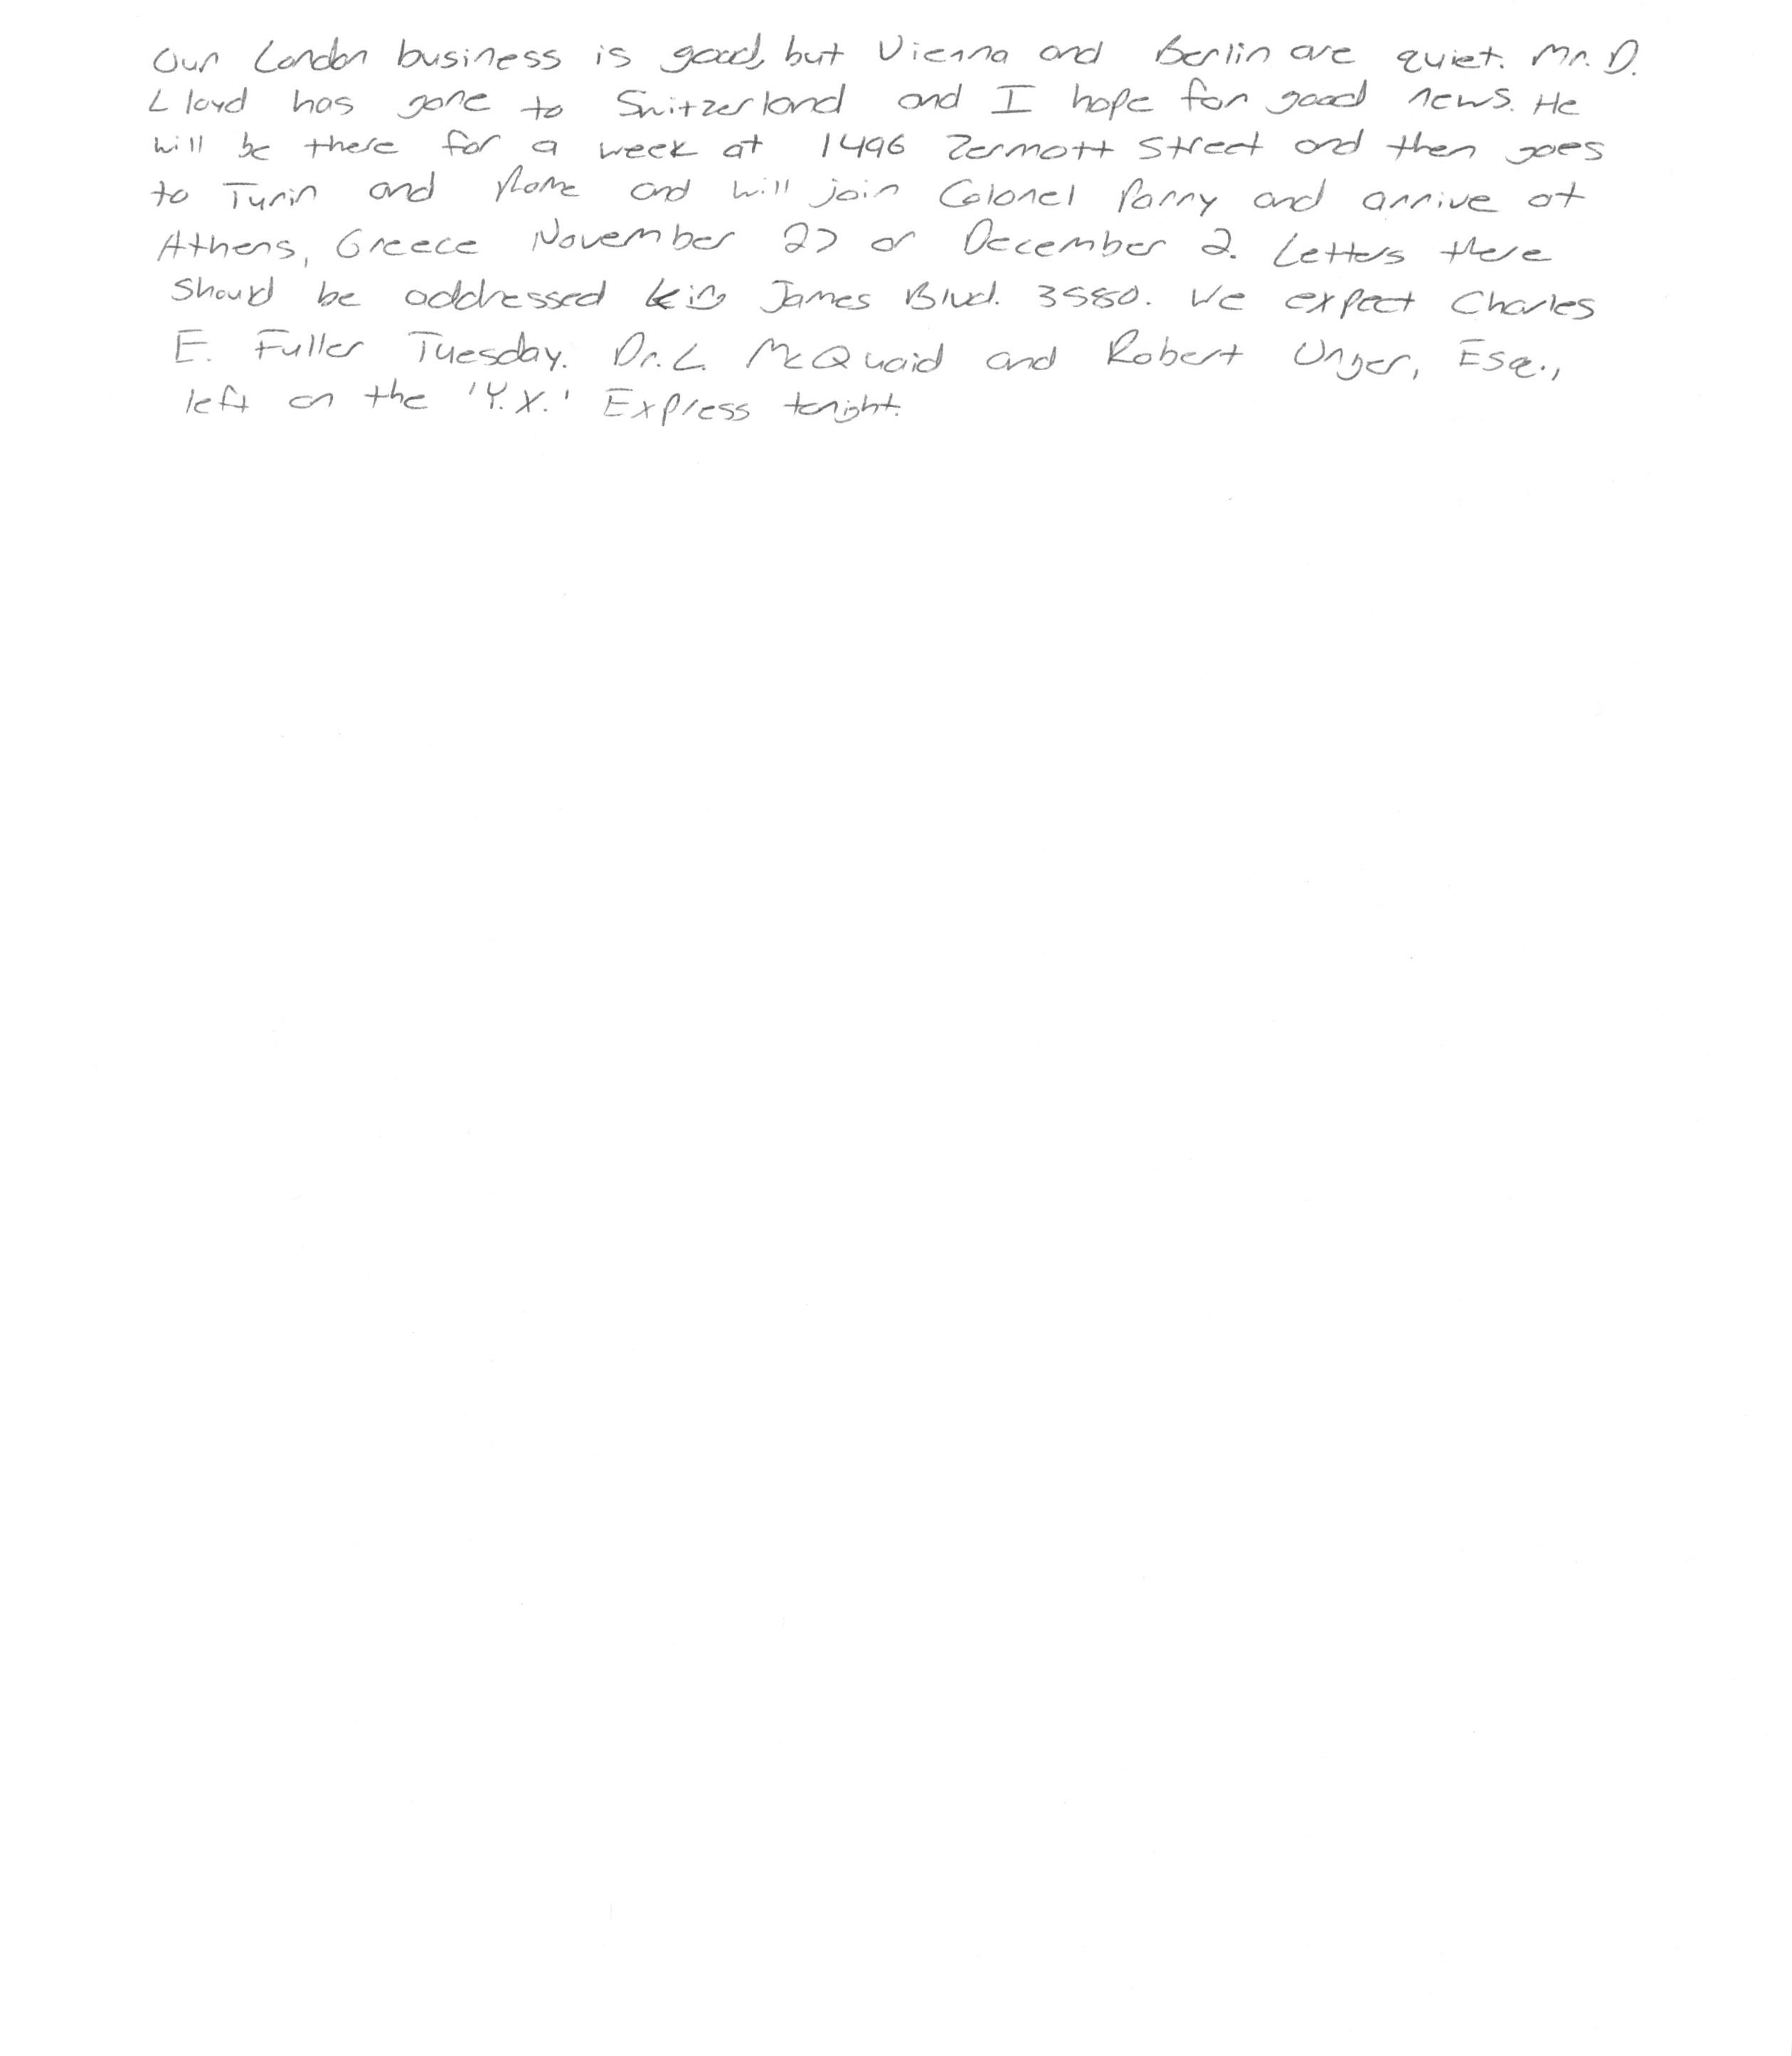 Our London business is good, but Vienna and Berlin are quiet. Mr. D.
Lloyd has gone to Switzerland and I hope for good news. He
will be there for a week at 1496 Zermott Street and then goes
to Turin and Rome and will join Colonel Parry and arrive at
Athens, Greece November 27 or December 2. Letters there
should be addressed King James Blvd. 3580. We expect Charles
E. Fuller Tuesday. Dr. L. McQuaid and Robert Unger, Esq.,
left on the 'Y.X.' Express tonight.